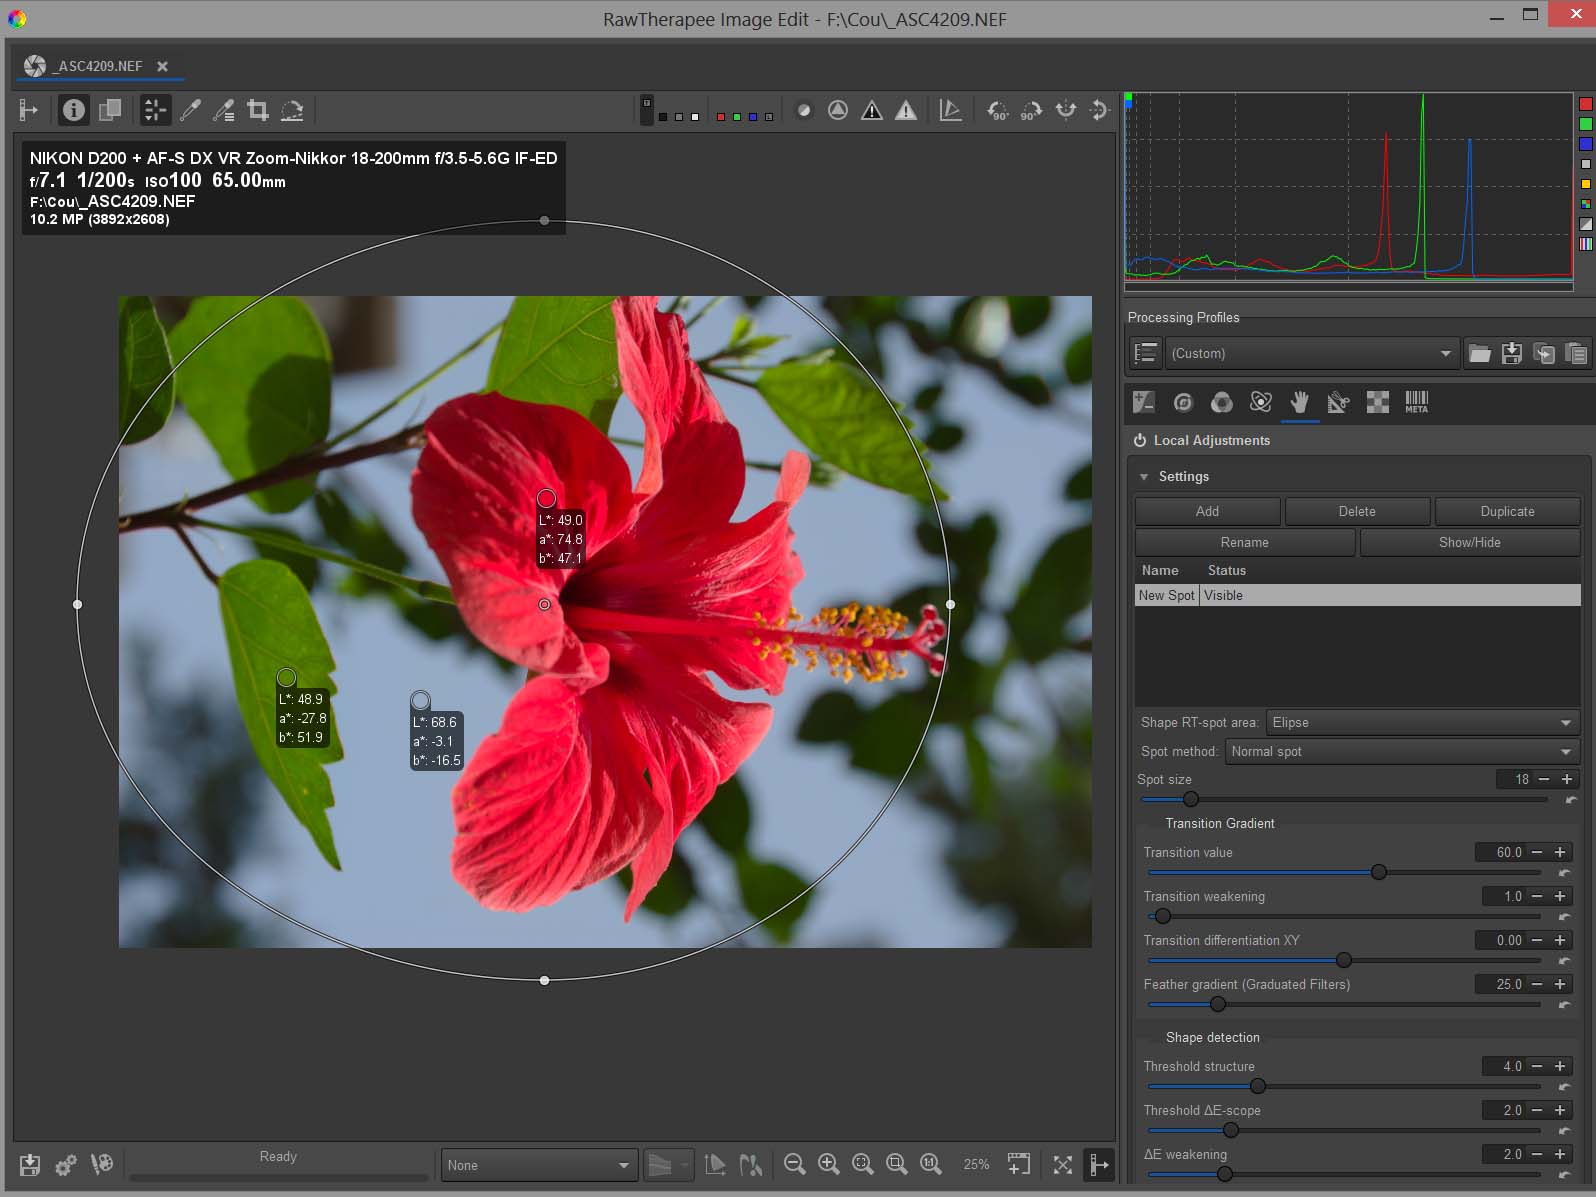 RawTherapee Image Edit - F:\Cou\_ASC4209.NEF
_ASC4209.NEF
90°
90°
NIKON D200 + AF-S DX VR Zoom-Nikkor 18-200mm f/3.5-5.6G IF-ED
f/7.1 1/200s ISO100 65.00mm
F:\Cou\_ASC4209.NEF
10.2 MP (3892x2608)
L*: 49.0
a*: 74.8
b*: 47.1
L*: 48.9
a*: -27.8
b*: 51.9
L*: 68.6
a*: -3.1
b*: -16.5
Processing Profiles
(Custom)
META
Local Adjustments
Settings
Add Delete Duplicate
Rename Show/Hide
Name Status
New Spot Visible
Shape RT-spot area: Elipse
Spot method: Normal spot
Spot size 18
Transition Gradient
Transition value 60.0
Transition weakening 1.0
Transition differentiation XY 0.00
Feather gradient (Graduated Filters) 25.0
Shape detection
Threshold structure 4.0
Threshold ΔE-scope 2.0
ΔE weakening 2.0
Ready
None
1:1
25%